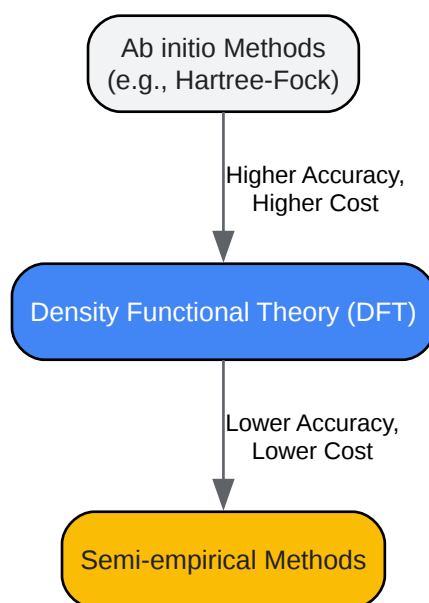 Ab initio Methods
(e.g., Hartree-Fock)
Higher Accuracy,
Higher Cost
Density Functional Theory (DFT)
Lower Accuracy,
Lower Cost
Semi-empirical Methods